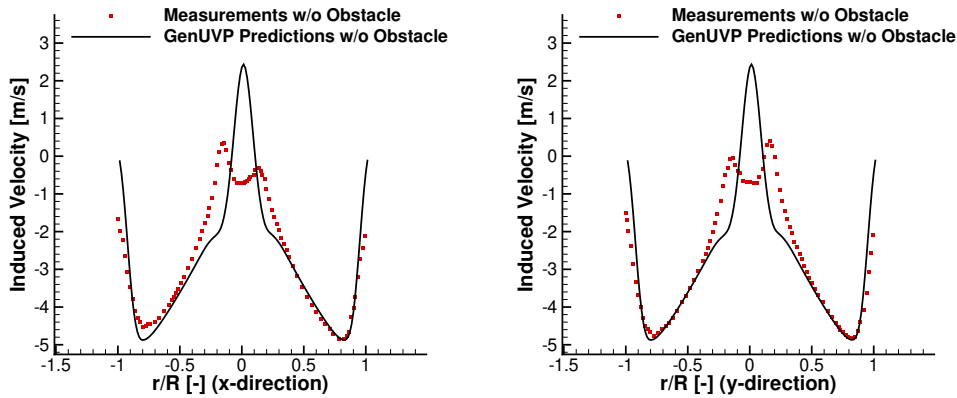 Measurements w/o Obstacle
GenUVP Predictions w/o Obstacle
Induced Velocity [m/s]
3
2
1
0
-1
-2
-3
-4
-5
-1.5 -1 -0.5 0 0.5 1
r/R [-] (x-direction)
Measurements w/o Obstacle
GenUVP Predictions w/o Obstacle
Induced Velocity [m/s]
3
2
1
0
-1
-2
-3
-4
-5
-1.5 -1 -0.5 0 0.5 1
r/R [-] (y-direction)